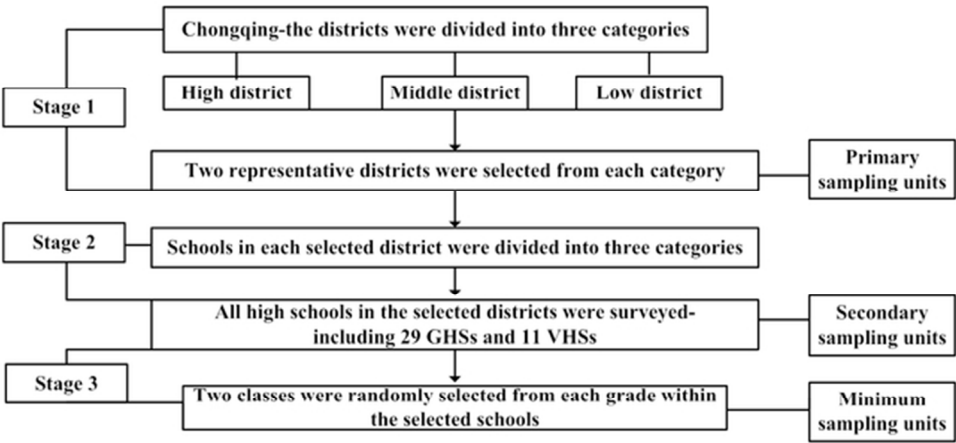 Chongqing-the districts were divided into three categories
High district
Middle district
Low district
Stage 1
Two representative districts were selected from each category
Primary
sampling units
Stage 2
Schools in each selected district were divided into three categories
All high schools in the selected districts were surveyed-
including 29 GHSs and 11 VHSs
Secondary
sampling units
Stage 3
Two classes were randomly selected from each grade within
the selected schools
Minimum
sampling units